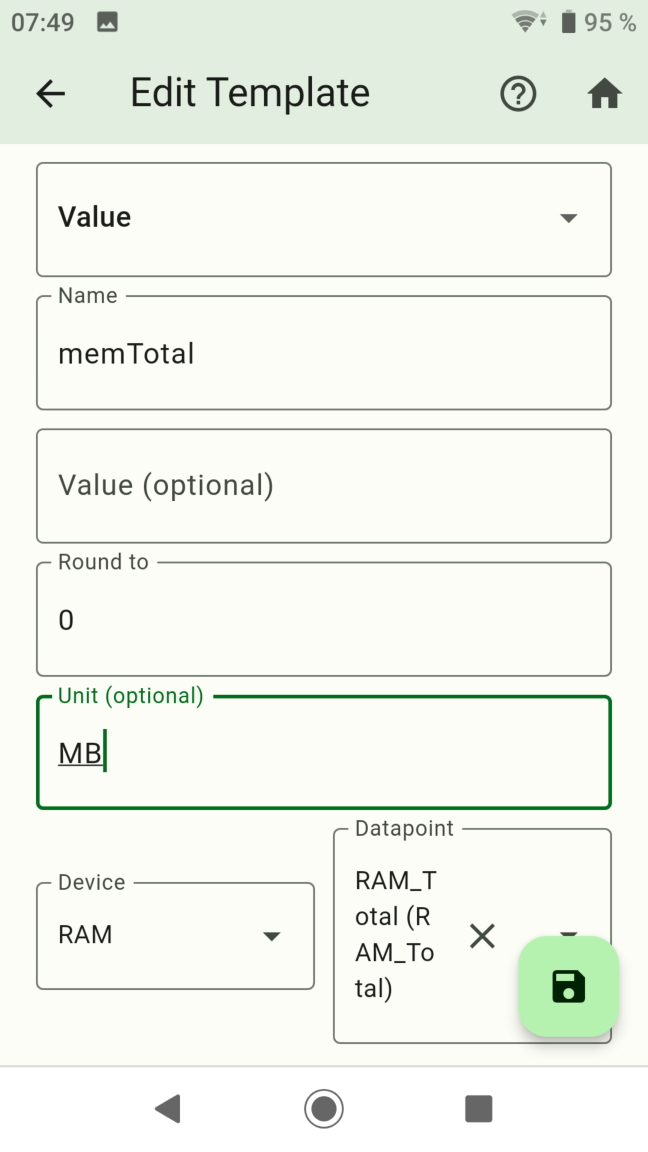 07:49
95 %
Edit Template
Value
Name
memTotal
Value (optional)
Round to
0
Unit (optional)
MB
Device
RAM
Datapoint
RAM_T
otal (R
AM_To
tal)